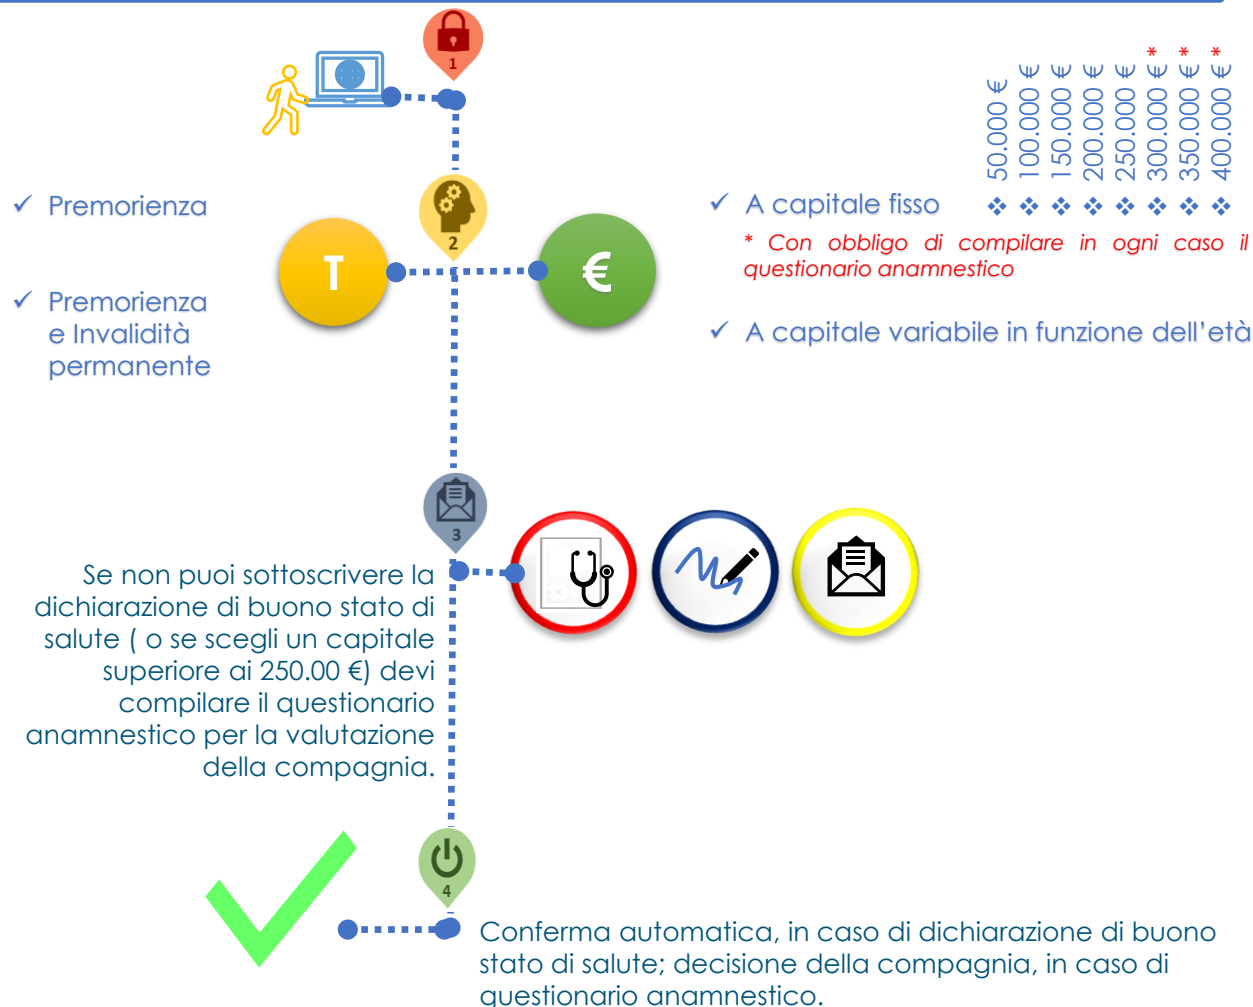 1
50.000 €
100.000 €
150.000 €
200.000 €
250.000 €
300.000 € *
350.000 € *
400.000 € *
✓ Premorienza
2
✓ A capitale fisso
* Con obbligo di compilare in ogni caso il
questionario anamnestico
T
€
✓ Premorienza
e Invalidità
permanente
✓ A capitale variabile in funzione dell'età
3
Se non puoi sottoscrivere la
dichiarazione di buono stato di
salute ( o se scegli un capitale
superiore ai 250.00 €) devi
compilare il questionario
anamnestico per la valutazione
della compagnia.
4
Conferma automatica, in caso di dichiarazione di buono
stato di salute; decisione della compagnia, in caso di
questionario anamnestico.